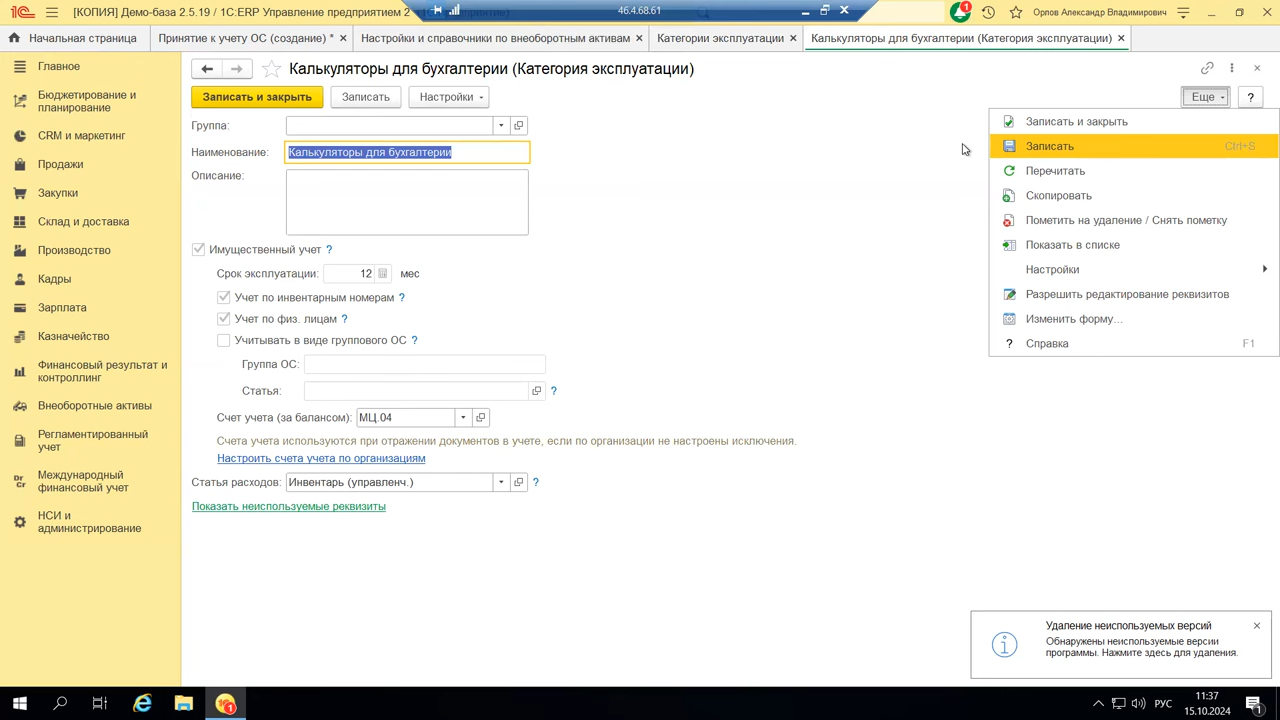 [КОПИЯ] Демо-база 2.5.19 / 1С:ERP Управление предприятием 2
46.4.68.61
1
Орлов Александр Владимирович
Начальная страница
Принятие к учету ОС (создание) *
Настройки и справочники по внеоборотным активам
Категории эксплуатации
Калькуляторы для бухгалтерии (Категория эксплуатации)
Главное
Бюджетирование и
планирование
CRM и маркетинг
Продажи
Закупки
Склад и доставка
Производство
Кадры
Зарплата
Казначейство
Финансовый результат и
контроллинг
Внеоборотные активы
Регламентированный
учет
Международный
финансовый учет
НСИ и
администрирование
Калькуляторы для бухгалтерии (Категория эксплуатации)
Записать и закрыть
Записать
Настройки
Еще
?
Группа:
Наименование: Калькуляторы для бухгалтерии
Описание:
Имущественный учет ?
Срок эксплуатации: 12 мес
Учет по инвентарным номерам ?
Учет по физ. лицам ?
Учитывать в виде группового ОС ?
Группа ОС:
Статья: ?
Счет учета (за балансом): МЦ.04
Счета учета используются при отражении документов в учете, если по организации не настроены исключения.
Настроить счета учета по организациям
Статья расходов: Инвентарь (управленч.) ?
Показать неиспользуемые реквизиты
Записать и закрыть
Записать Ctrl+S
Перечитать
Скопировать
Пометить на удаление / Снять пометку
Показать в списке
Настройки
Разрешить редактирование реквизитов
Изменить форму...
? Справка F1
Удаление неиспользуемых версий
Обнаружены неиспользуемые версии
программы. Нажмите здесь для удаления.
1
РУС
11:37
15.10.2024
1